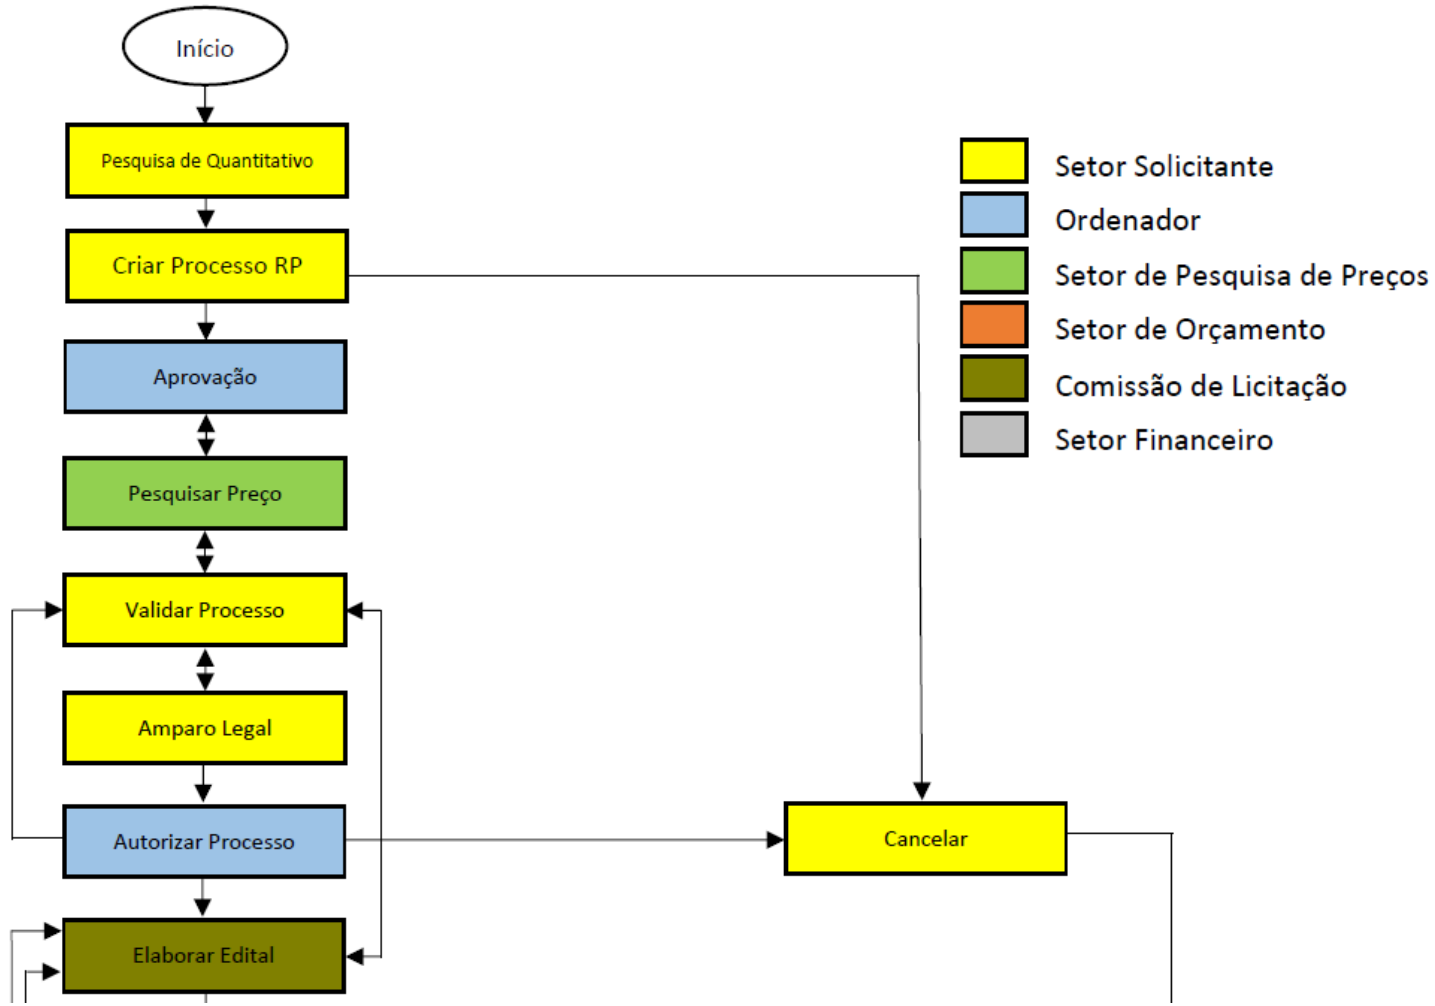 Início
Pesquisa de Quantitativo
Criar Processo RP
Aprovação
Pesquisar Preço
Validar Processo
Amparo Legal
Autorizar Processo
Cancelar
Elaborar Edital
Setor Solicitante
Ordenador
Setor de Pesquisa de Preços
Setor de Orçamento
Comissão de Licitação
Setor Financeiro